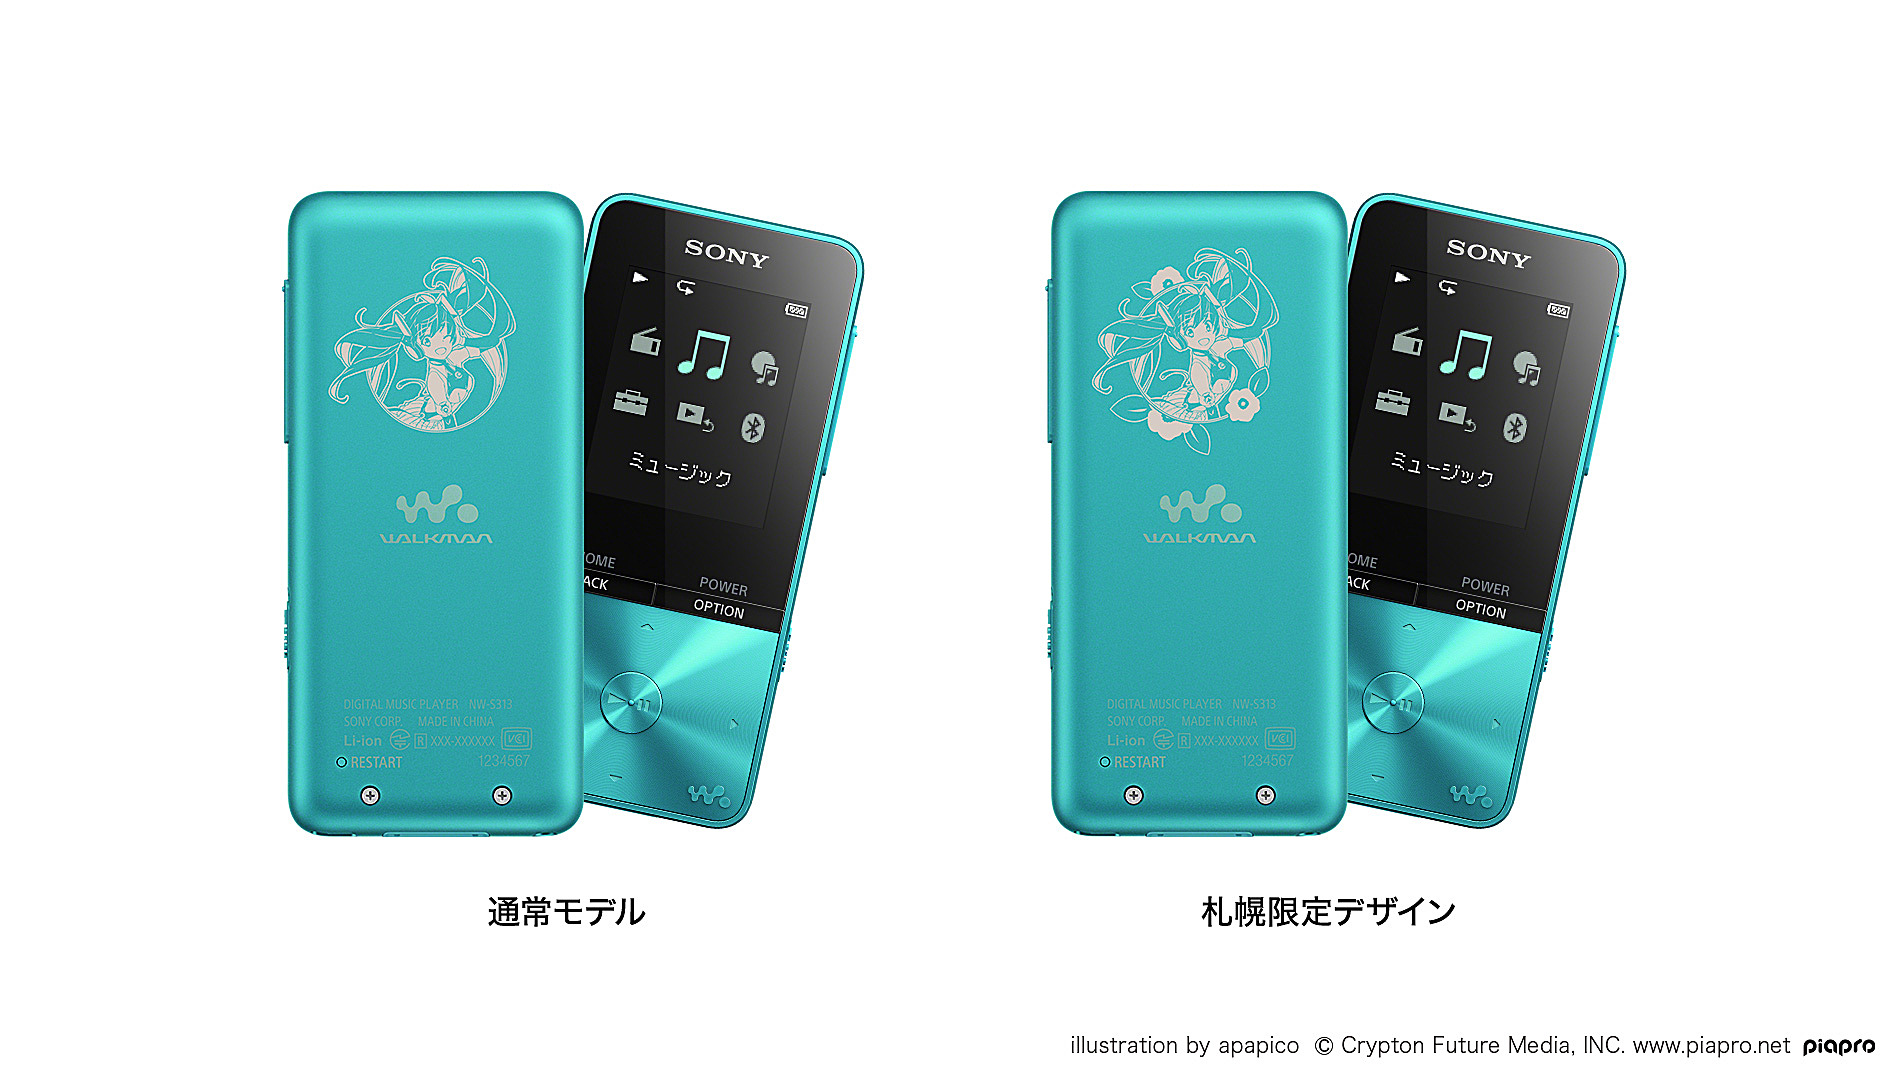 SONY
ミュージック
OME
POWER
ACK
OPTION
WALKMAN
DIGITAL MUSIC PLAYER NW-S313
SONY CORP. MADE IN CHINA
Li-ion R XXX-XXXXXX VCI
RESTART 1234567
通常モデル
SONY
ミュージック
OME
POWER
ACK
OPTION
WALKMAN
DIGITAL MUSIC PLAYER NW-S313
SONY CORP. MADE IN CHINA
Li-ion R XXX-XXXXXX VCI
RESTART 1234567
札幌限定デザイン
illustration by apapico © Crypton Future Media, INC. www.piapro.net piapro